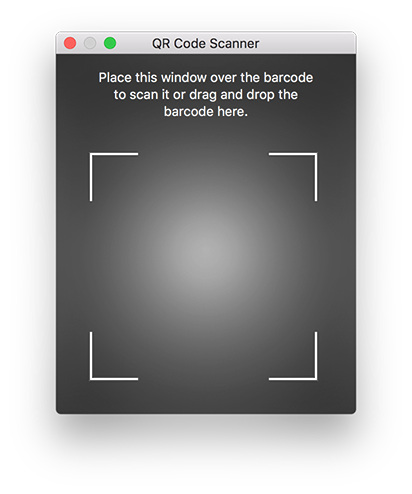 QR Code Scanner
Place this window over the barcode
to scan it or drag and drop the
barcode here.